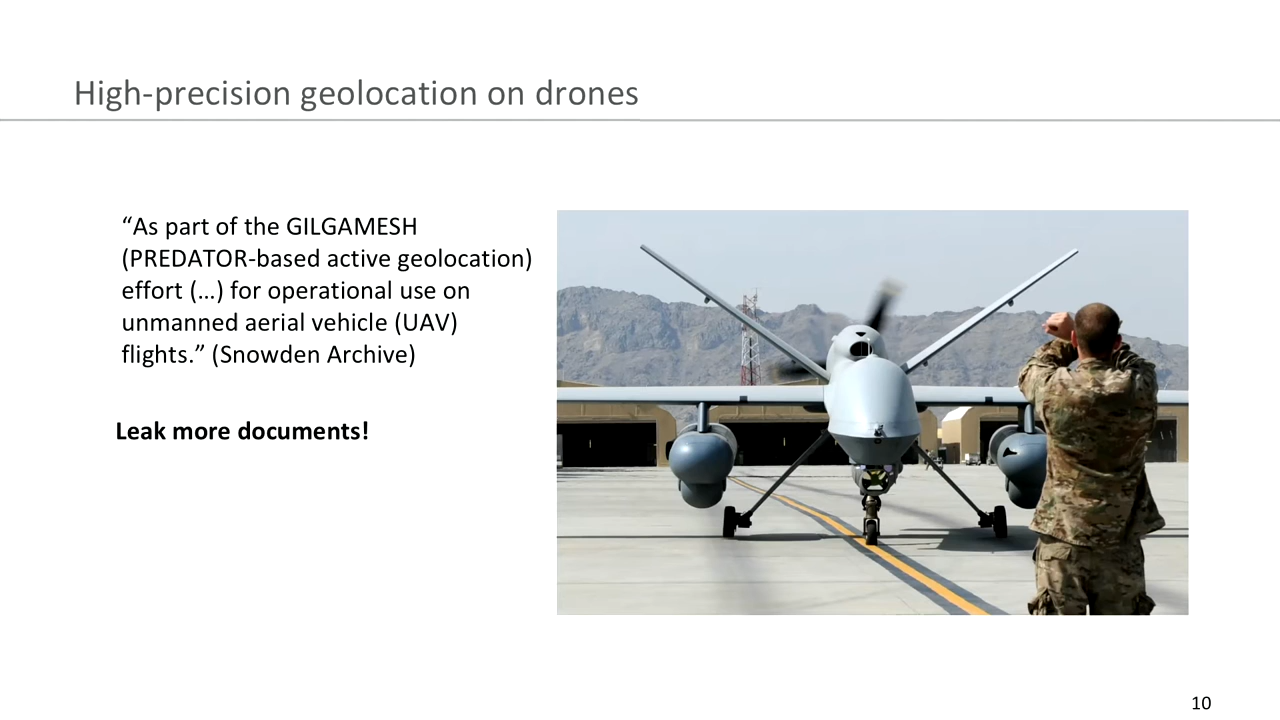 High-precision geolocation on drones
“As part of the GILGAMESH
(PREDATOR-based active geolocation)
effort (…) for operational use on
unmanned aerial vehicle (UAV)
flights.” (Snowden Archive)
Leak more documents!
10